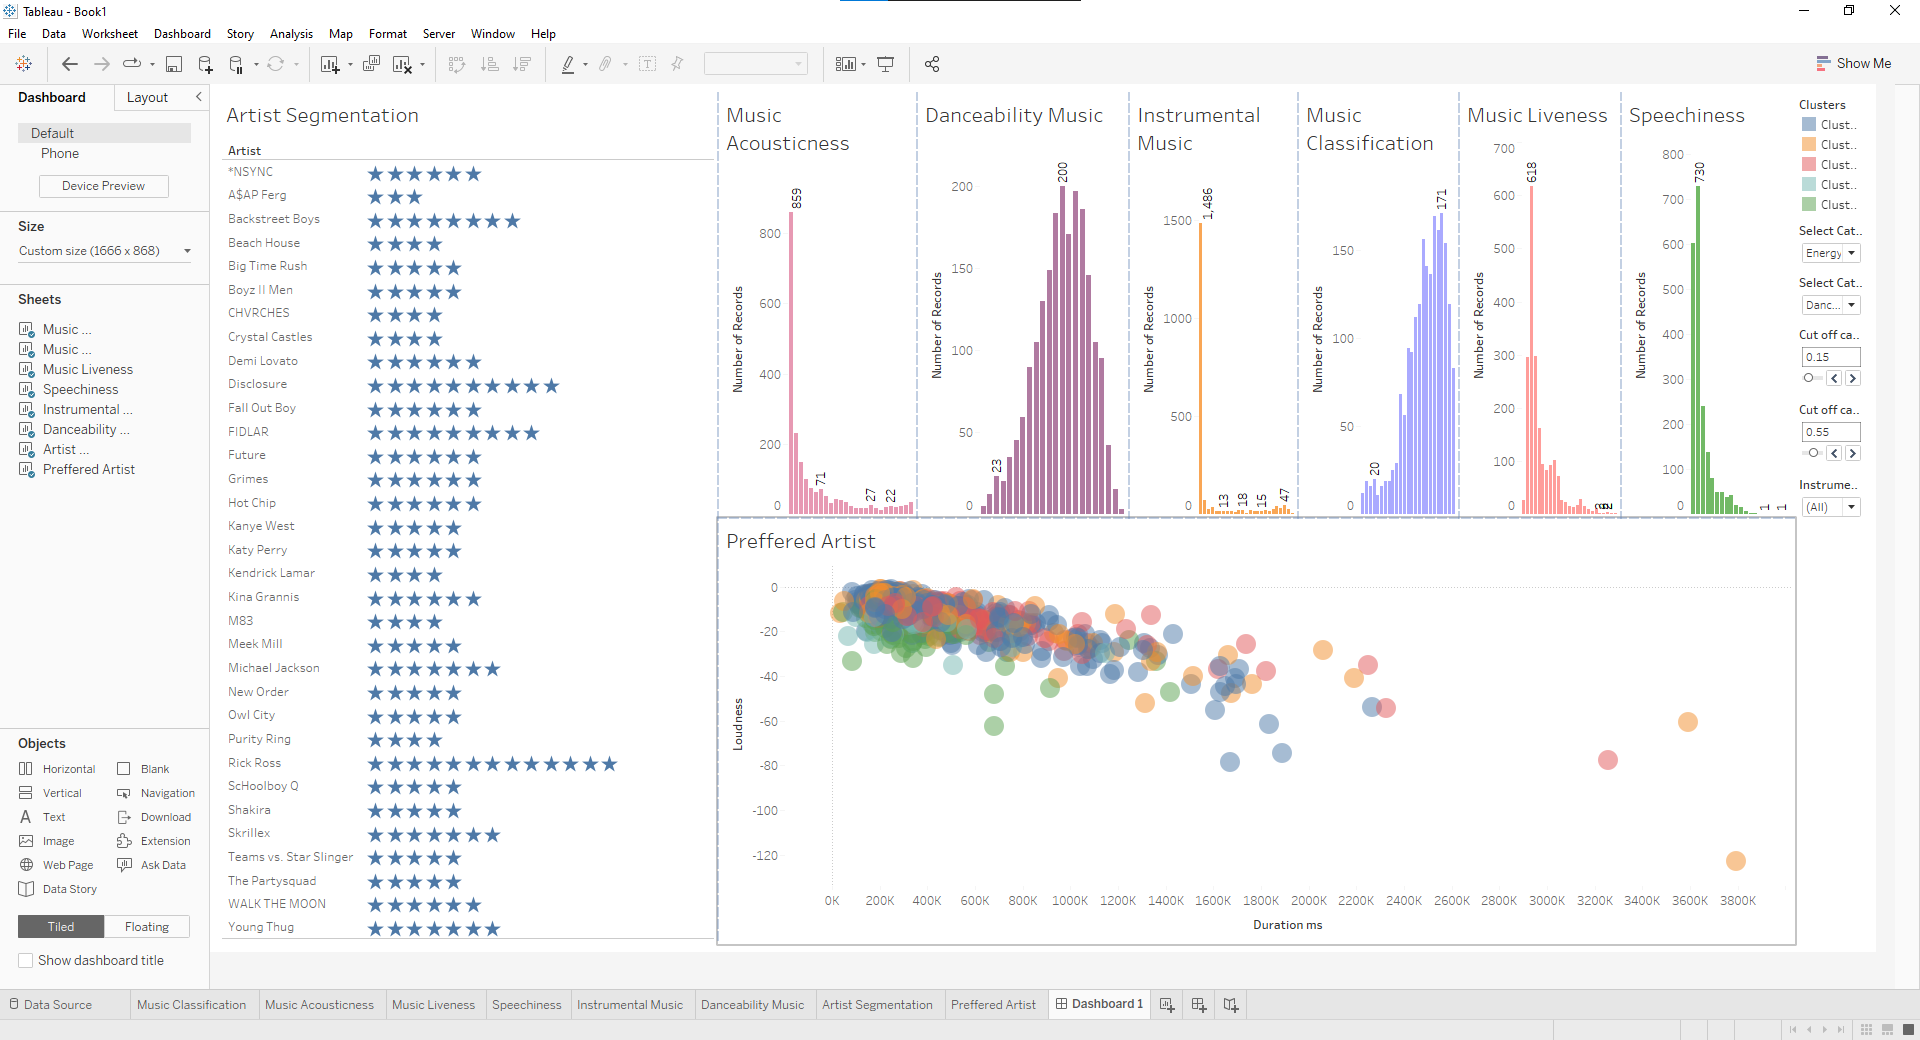 Tableau - Book1
File Data Worksheet Dashboard Story Analysis Map Format Server Window Help
Show Me
Dashboard Layout
Default
Phone
Device Preview
Size
Custom size (1666 x 868)
Sheets
Music ...
Music ...
Music Liveness
Speechiness
Instrumental ...
Danceability ...
Artist ...
Preffered Artist
Objects
Horizontal Blank
Vertical Navigation
Text Download
Image Extension
Web Page Ask Data
Data Story
Tiled Floating
Show dashboard title
Artist Segmentation
Artist
*NSYNC
A$AP Ferg
Backstreet Boys
Beach House
Big Time Rush
Boyz II Men
CHVRCHES
Crystal Castles
Demi Lovato
Disclosure
Fall Out Boy
FIDLAR
Future
Grimes
Hot Chip
Kanye West
Katy Perry
Kendrick Lamar
Kina Grannis
M83
Meek Mill
Michael Jackson
New Order
Owl City
Purity Ring
Rick Ross
ScHoolboy Q
Shakira
Skrillex
Teams vs. Star Slinger
The Partysquad
WALK THE MOON
Young Thug
Music
Acousticness
Number of Records
800
600
400
200
0
859
71
27
22
Danceability Music
Number of Records
200
150
100
50
0
23
200
Instrumental
Music
Number of Records
1500
1000
500
0
1,486
13
18
15
47
Music
Classification
Number of Records
150
100
50
0
20
171
Music Liveness
Number of Records
700
600
500
400
300
200
100
0
618
Speechiness
Number of Records
800
700
600
500
400
300
200
100
0
730
1
1
Clusters
Clust..
Clust..
Clust..
Clust..
Clust..
Select Cat..
Energy
Select Cat..
Danc...
Cut off ca..
0.15
Cut off ca..
0.55
Instrume..
(All)
Preffered Artist
Loudness
0
-20
-40
-60
-80
-100
-120
0K 200K 400K 600K 800K 1000K 1200K 1400K 1600K 1800K 2000K 2200K 2400K 2600K 2800K 3000K 3200K 3400K 3600K 3800K
Duration ms
Data Source Music Classification Music Acousticness Music Liveness Speechiness Instrumental Music Danceability Music Artist Segmentation Preffered Artist Dashboard 1